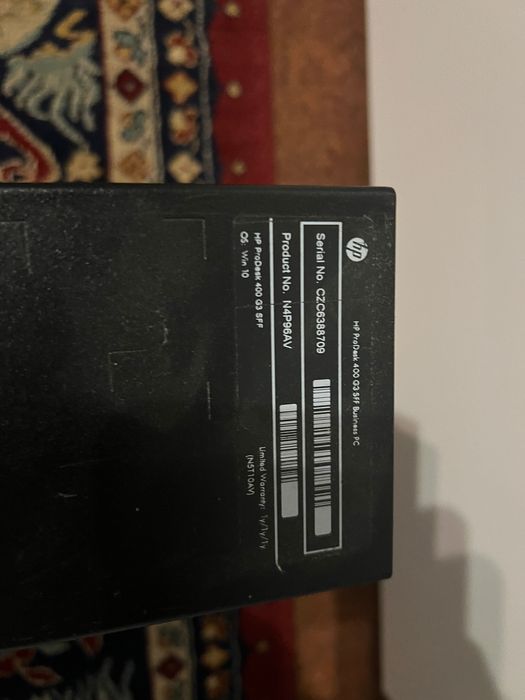 hp
HP ProDesk 400 G3 SFF Business PC
Serial No. CZC6388709
Product No. N4P96AV
HP ProDesk 400 G3 SFF
OS: Win 10
Limited Warranty: 1y/1y/1y
(N5T10AV)